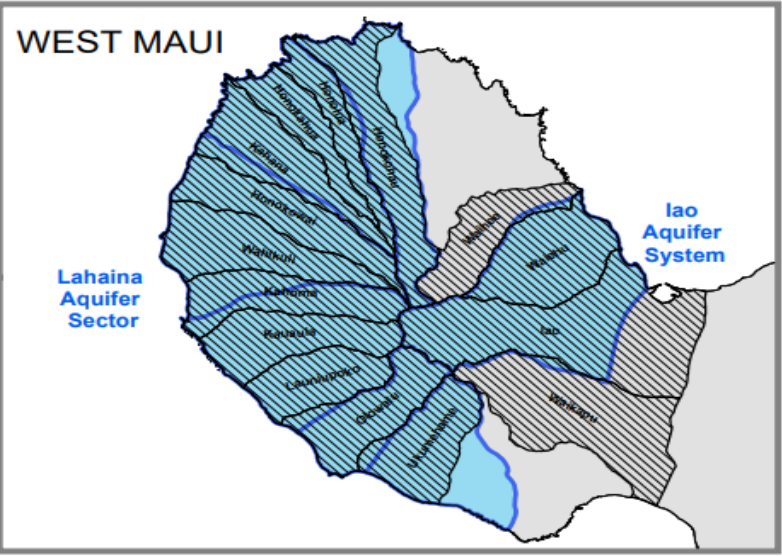 WEST MAUI
Honolua
Honokahua
Honokohau
Kahana
Honokowai
Waihee
Iao
Aquifer
System
Waiehu
Wahikuli
Lahaina
Aquifer
Sector
Kahoma
Kauaula
Iao
Launiupoko
Olowalu
Waikapu
Ukumehame